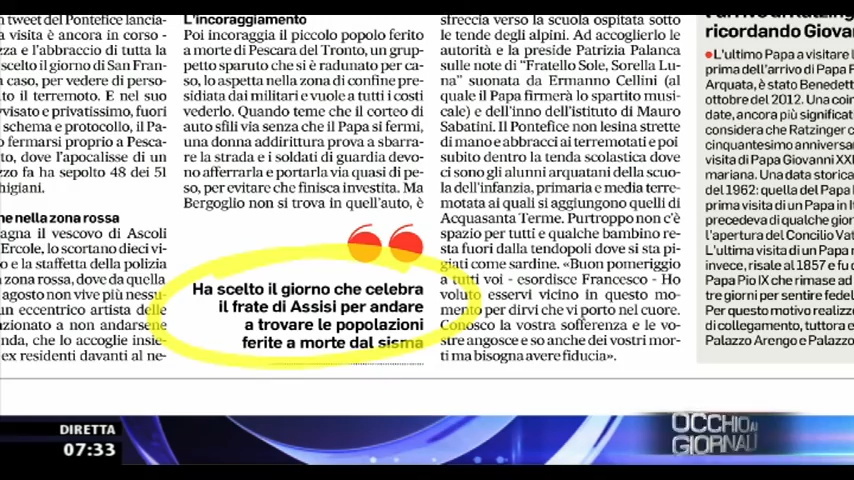 n tweet del Pontefice lancia-
a visita è ancora in corso -
zza e l'abbraccio di tutta la
scelto il giorno di San Fran-
a caso, per vedere di perso-
to il terremoto. E nel suo
vvisato e privatissimo, fuori
schema e protocollo, il Pa-
fermarsi proprio a Pesca-
to, dove l'apocalisse di un
zzo fa ha sepolto 48 dei 51
higiani.
ne nella zona rossa
agna il vescovo di Ascoli
Ercole, lo scortano dieci vi-
o e la staffetta della polizia
zona rossa, dove da quella
agosto non vive più nessu-
un eccentrico artista delle
nzionato a non andarsene
nda, che lo accoglie insie-
ex residenti davanti al ne-
L'incoraggiamento
Poi incoraggia il piccolo popolo ferito
a morte di Pescara del Tronto, un grup-
petto sparuto che si è radunato per ca-
so, lo aspetta nella zona di confine pre-
sidiata dai militari e vuole a tutti i costi
vederlo. Quando teme che il corteo di
auto sfili via senza che il Papa si fermi,
una donna addirittura prova a sbarra-
re la strada e i soldati di guardia devo-
no afferrarla e portarla via quasi di pe-
so, per evitare che finisca investita. Ma
Bergoglio non si trova in quell'auto, è
Ha scelto il giorno che celebra
il frate di Assisi per andare
a trovare le popolazioni
ferite a morte dal sisma
sfreccia verso la scuola ospitata sotto
le tende degli alpini. Ad accoglierlo le
autorità e la preside Patrizia Palanca
sulle note di "Fratello Sole, Sorella Lu-
na" suonata da Ermanno Cellini (al
quale il Papa firmerà lo spartito musi-
cale) e dell'inno dell'istituto di Mauro
Sabatini. Il Pontefice non lesina strette
di mano e abbracci ai terremotati e poi
subito dentro la tenda scolastica dove
ci sono gli alunni arquatani della scuo-
la dell'infanzia, primaria e media terre-
motata ai quali si aggiungono quelli di
Acquasanta Terme. Purtroppo non c'è
spazio per tutti e qualche bambino re-
sta fuori dalla tendopoli dove si sta pi-
giati come sardine. «Buon pomeriggio
a tutti voi - esordisce Francesco - Ho
voluto esservi vicino in questo mo-
mento per dirvi che vi porto nel cuore.
Conosco la vostra sofferenza e le vo-
stre angosce e so anche dei vostri mor-
ti ma bisogna avere fiducia».
l'arrivo di Ratzing
ricordando Giovan
L'ultimo Papa a visitare l
prima dell'arrivo di Papa F
Arquata, è stato Benedett
ottobre del 2012. Una coin
date, ancora più significat
considera che Ratzinger c
cinquantesimo anniversar
visita di Papa Giovanni XXI
mariana. Una data storica
del 1962: quella del Papa
prima visita di un Papa in It
precedeva di qualche gior
l'apertura del Concilio Vat
L'ultima visita di un Papa
invece, risale al 1857 e fu d
Papa Pio IX che rimase ad
tre giorni per sentire fedel
Per questo motivo realizzo
di collegamento, tuttora e
Palazzo Arengo e Palazzo
DIRETTA
07:33
OCCHIO AI
GIORNALI